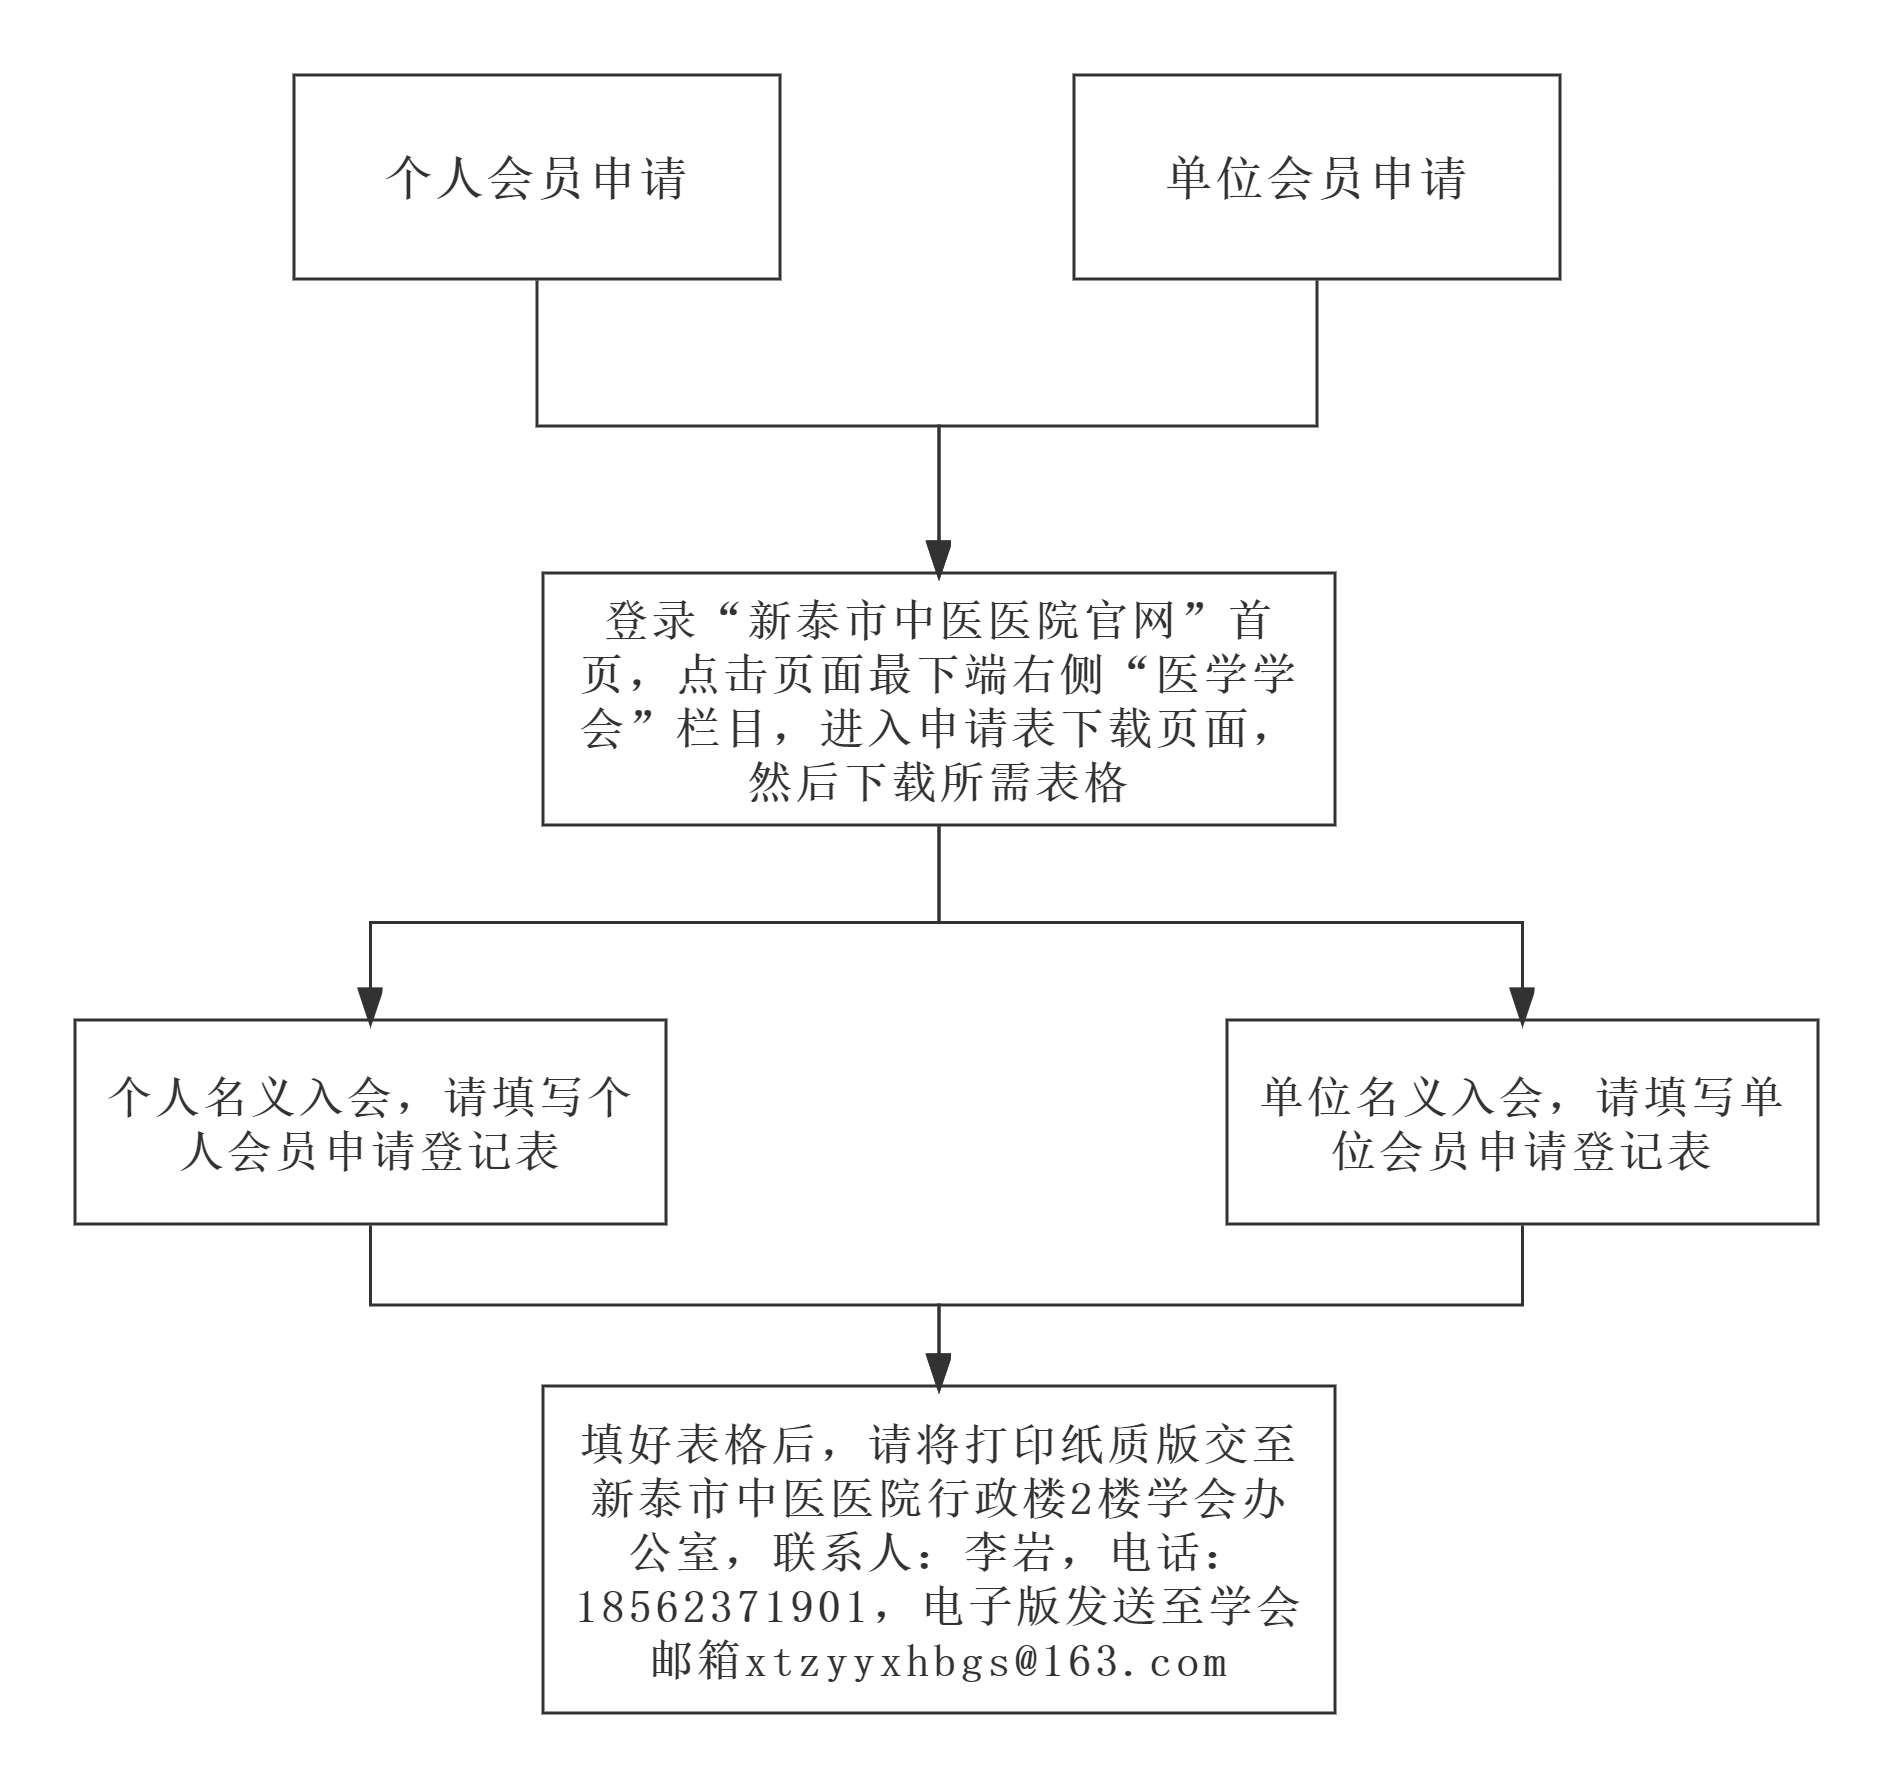 个人会员申请
单位会员申请
登录“新泰市中医医院官网”首
页，点击页面最下端右侧“医学学
会”栏目，进入申请表下载页面，
然后下载所需表格
个人名义入会，请填写个
人会员申请登记表
单位名义入会，请填写单
位会员申请登记表
填好表格后，请将打印纸质版交至
新泰市中医医院行政楼2楼学会办
公室，联系人：李岩，电话：
18562371901，电子版发送至学会
邮箱xtzyyxhbgs@163.com